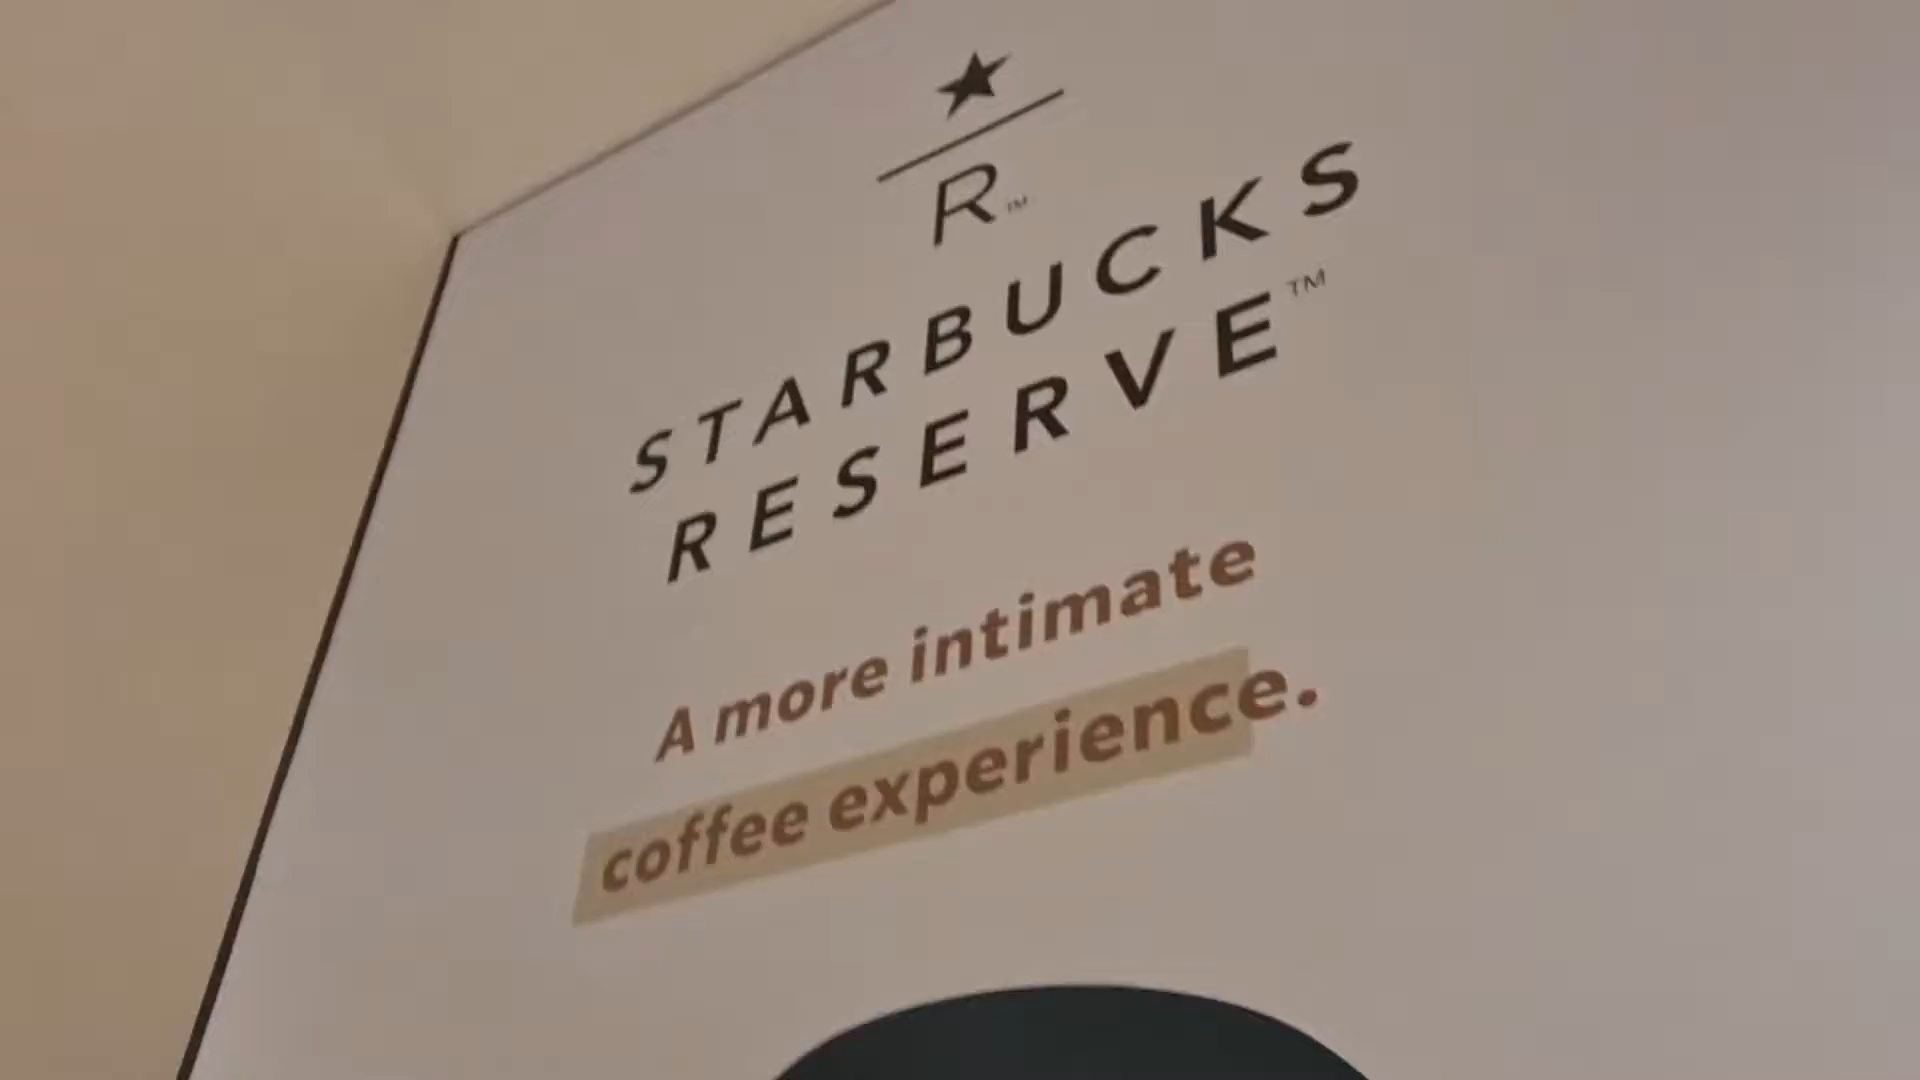 R™
STARBUCKS
RESERVE™
A more intimate
coffee experience.